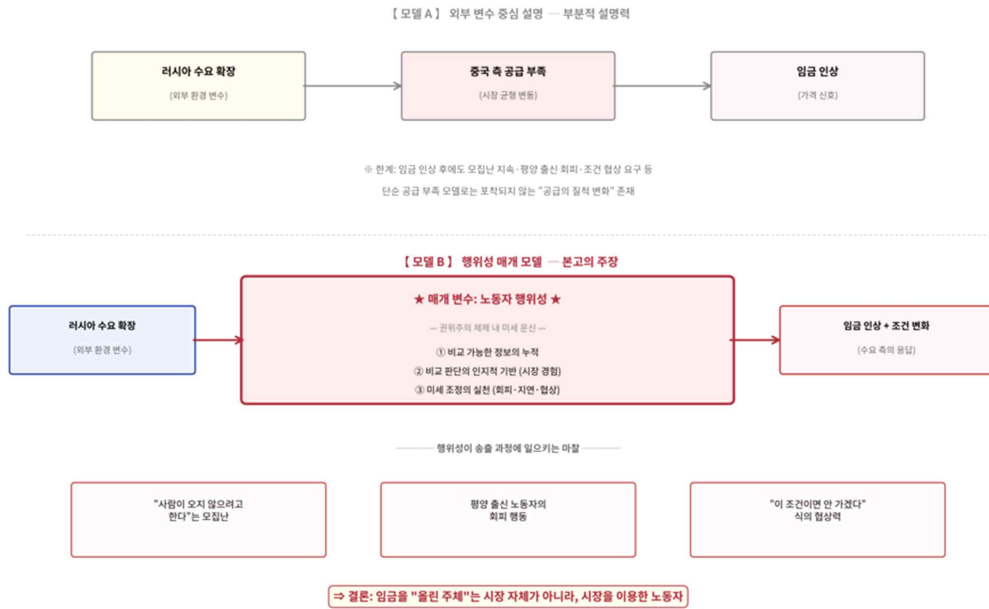 【 모델 A 】 외부 변수 중심 설명 — 부분적 설명력
러시아 수요 확장
(외부 환경 변수)
중국 측 공급 부족
(시장 균형 변동)
임금 인상
(가격 신호)
※ 한계: 임금 인상 후에도 모집난 지속·평양 출신 회피·조건 협상 요구 등
단순 공급 부족 모델로는 포착되지 않는 "공급의 질적 변화" 존재
【 모델 B 】 행위성 매개 모델 — 본고의 주장
러시아 수요 확장
(외부 환경 변수)
★ 매개 변수: 노동자 행위성 ★
— 권위주의 체제 내 미세 운신 —
① 비교 가능한 정보의 누적
② 비교 판단의 인지적 기반 (시장 경험)
③ 미세 조정의 실천 (회피·지연·협상)
임금 인상 + 조건 변화
(수요 측의 응답)
행위성이 송출 과정에 일으키는 마찰
"사람이 오지 않으려고
한다"는 모집난
평양 출신 노동자의
회피 행동
"이 조건이면 안 가겠다"
식의 협상력
⇒ 결론: 임금을 "올린 주체"는 시장 자체가 아니라, 시장을 이용한 노동자